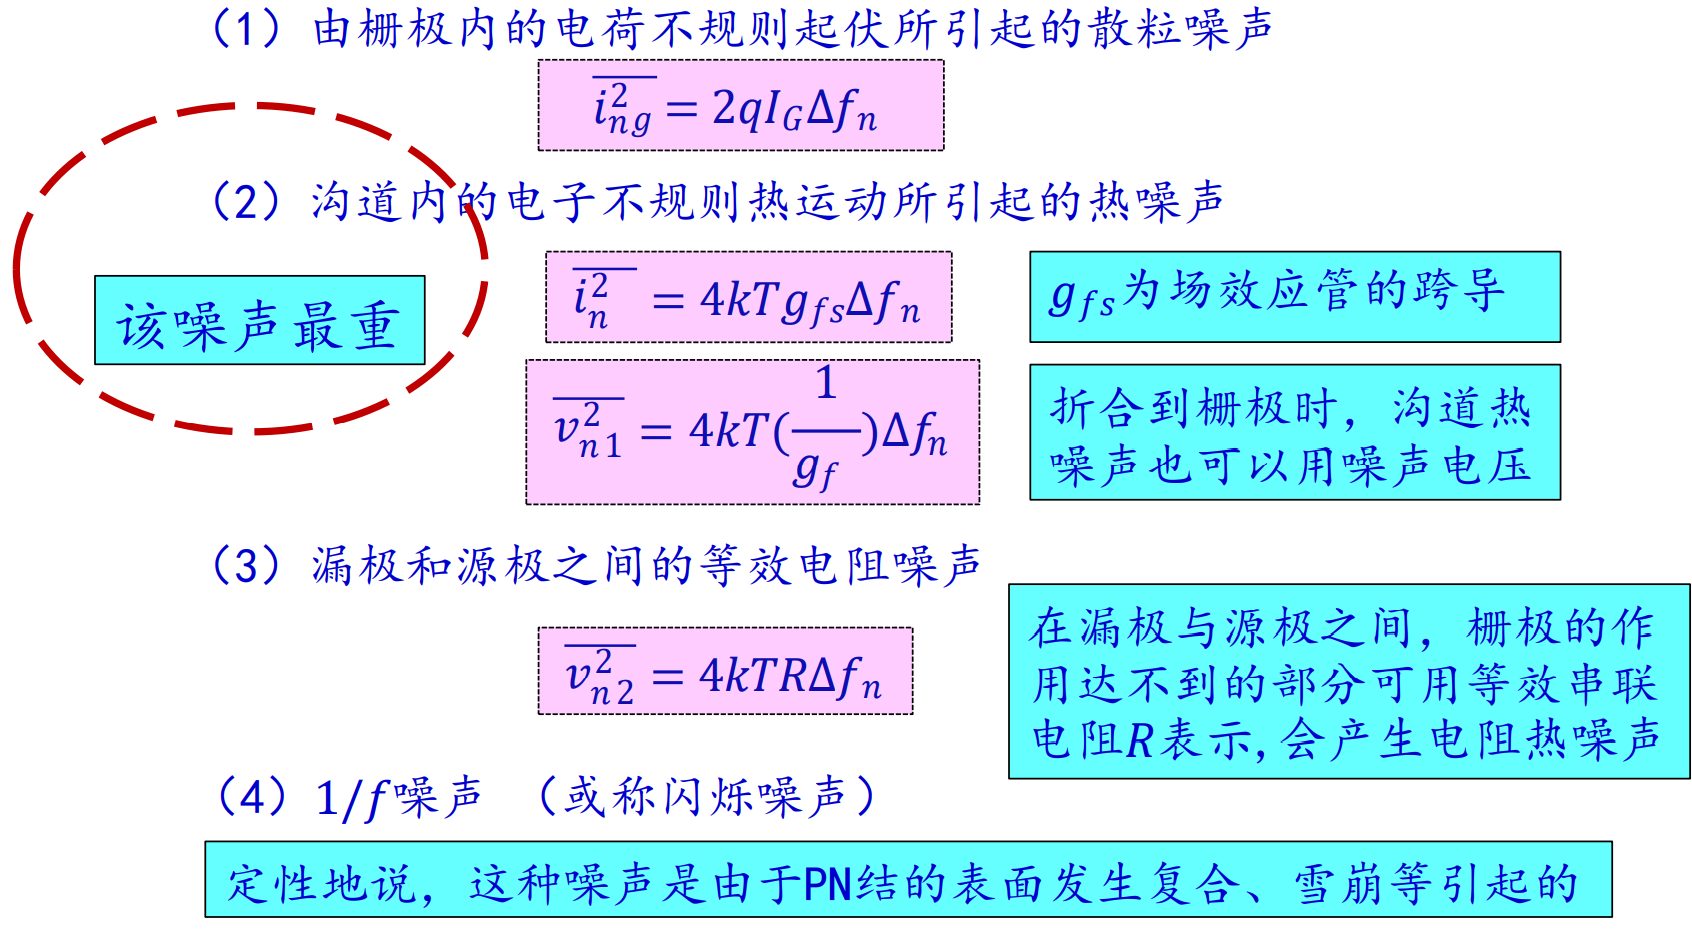 （1）由栅极内的电荷不规则起伏所引起的散粒噪声
$\overline{i_{ng}^2} = 2qI_G\Delta f_n$
（2）沟道内的电子不规则热运动所引起的热噪声
该噪声最重
$\overline{i_n^2} = 4kTg_{fs}\Delta f_n$
$g_{fs}$为场效应管的跨导
$\overline{v_{n1}^2} = 4kT(\frac{1}{g_f})\Delta f_n$
折合到栅极时，沟道热
噪声也可以用噪声电压
（3）漏极和源极之间的等效电阻噪声
$\overline{v_{n2}^2} = 4kTR\Delta f_n$
在漏极与源极之间，栅极的作
用达不到的部分可用等效串联
电阻R表示,会产生电阻热噪声
（4）1/f噪声 （或称闪烁噪声）
定性地说，这种噪声是由于PN结的表面发生复合、雪崩等引起的